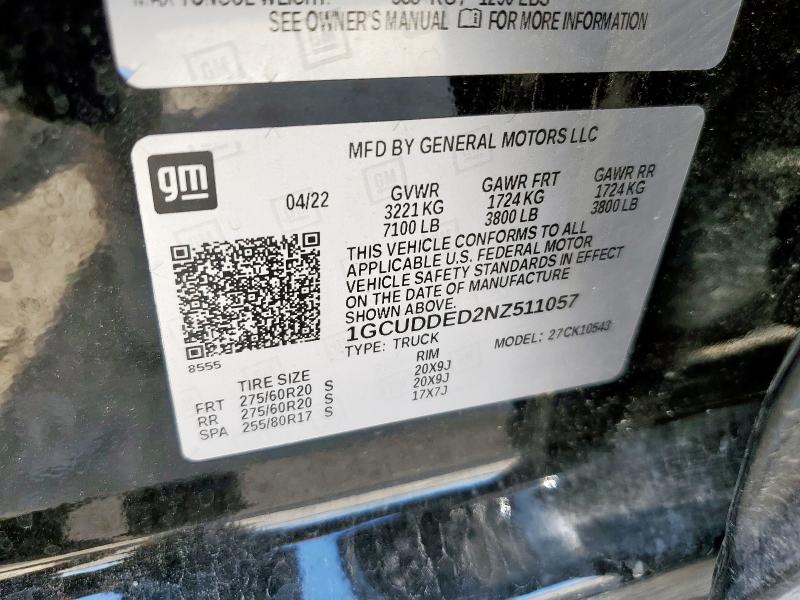 MAX TONGUE WEIGHT:
SEE OWNER'S MANUAL FOR MORE INFORMATION
MFD BY GENERAL MOTORS LLC
gm
04/22
GVWR GAWR FRT GAWR RR
3221 KG 1724 KG 1724 KG
7100 LB 3800 LB 3800 LB
THIS VEHICLE CONFORMS TO ALL
APPLICABLE U.S. FEDERAL MOTOR
VEHICLE SAFETY STANDARDS IN EFFECT
ON THE DATE OF MANUFACTURE
SHOWN ABOVE.
1GCUDDED2NZ511057
TYPE: TRUCK MODEL: 27CK10543
8555
TIRE SIZE RIM
FRT 275/60R20 S 20X9J
RR 275/60R20 S 20X9J
SPA 255/80R17 S 17X7J